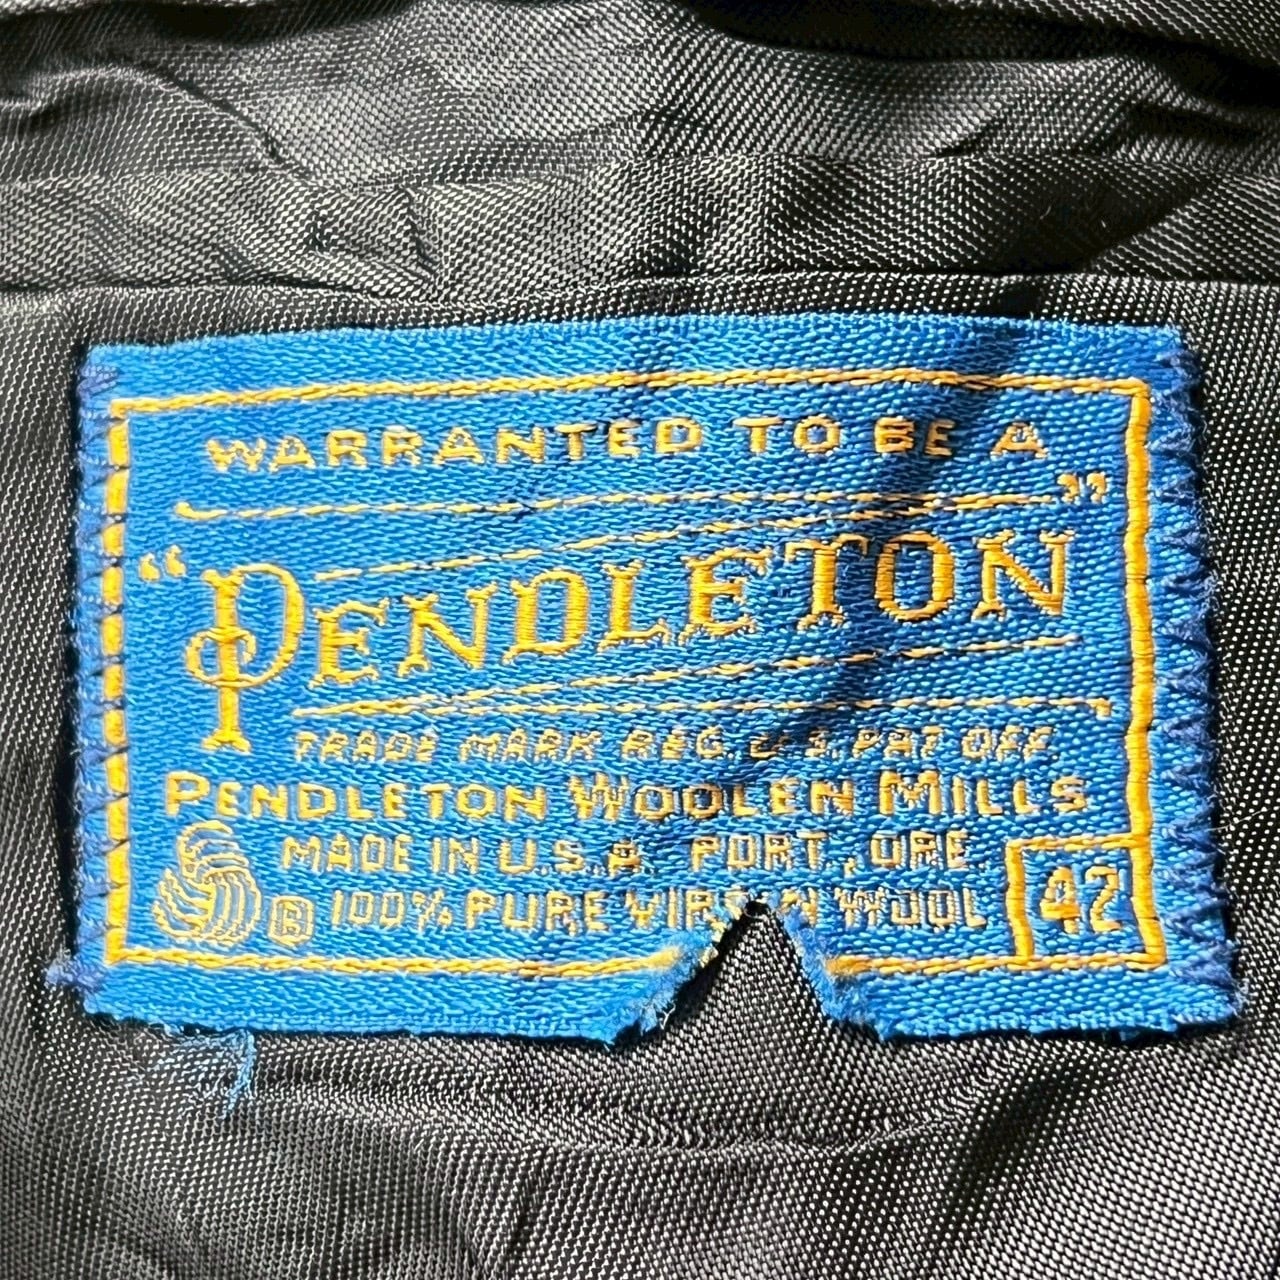 WARRANTED TO BE A
"PENDLETON"
TRADE MARK REG. U.S. PAT OFF.
PENDLETON WOOLEN MILLS
MADE IN U.S.A. PORT., ORE.
R 100% PURE VIRGIN WOOL
42